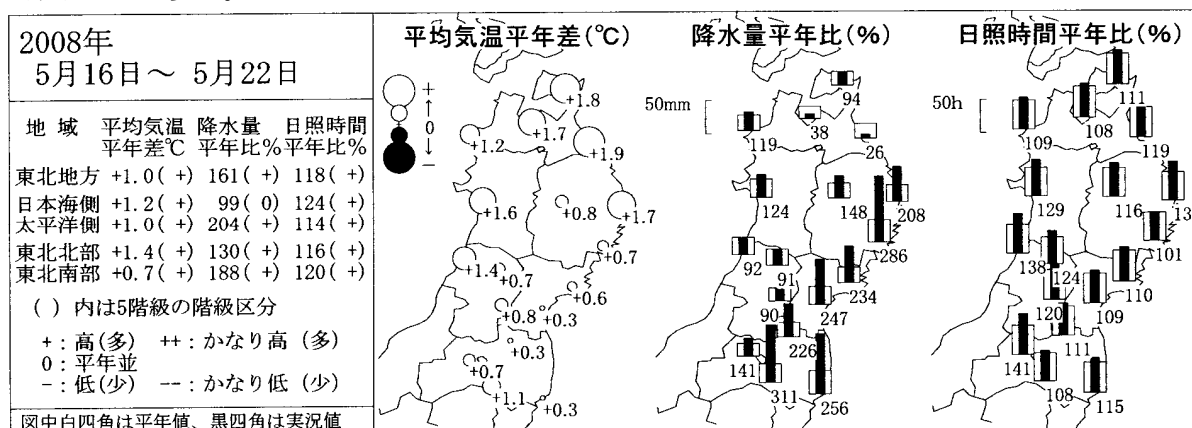 2008年
5月16日～ 5月22日
地 域 平均気温 降水量 日照時間
平年差℃ 平年比% 平年比%
東北地方 +1.0( +) 161( +) 118( +)
日本海側 +1.2( +) 99( 0) 124( +)
太平洋側 +1.0( +) 204( +) 114( +)
東北北部 +1.4( +) 130( +) 116( +)
東北南部 +0.7( +) 188( +) 120( +)
( ) 内は5階級の階級区分
+ : 高(多) ++ : かなり高 (多)
0 : 平年並
- : 低(少) -- : かなり低 (少)
図中白四角は平年値、黒四角は実況値
平均気温平年差(℃)
+
↑
0
↓
-
+1.8
+1.7
+1.2
+1.9
+1.6
+0.8
+1.7
+0.7
+1.4
+0.7
+0.6
+0.8
+0.3
+0.3
+0.7
+1.1
+0.3
降水量平年比(%)
50mm
94
38
119
26
124
148
208
286
92
91
234
90
247
226
141
311
256
日照時間平年比(%)
50h
111
108
109
119
129
116
13
101
138
124
110
120
109
111
141
108
115